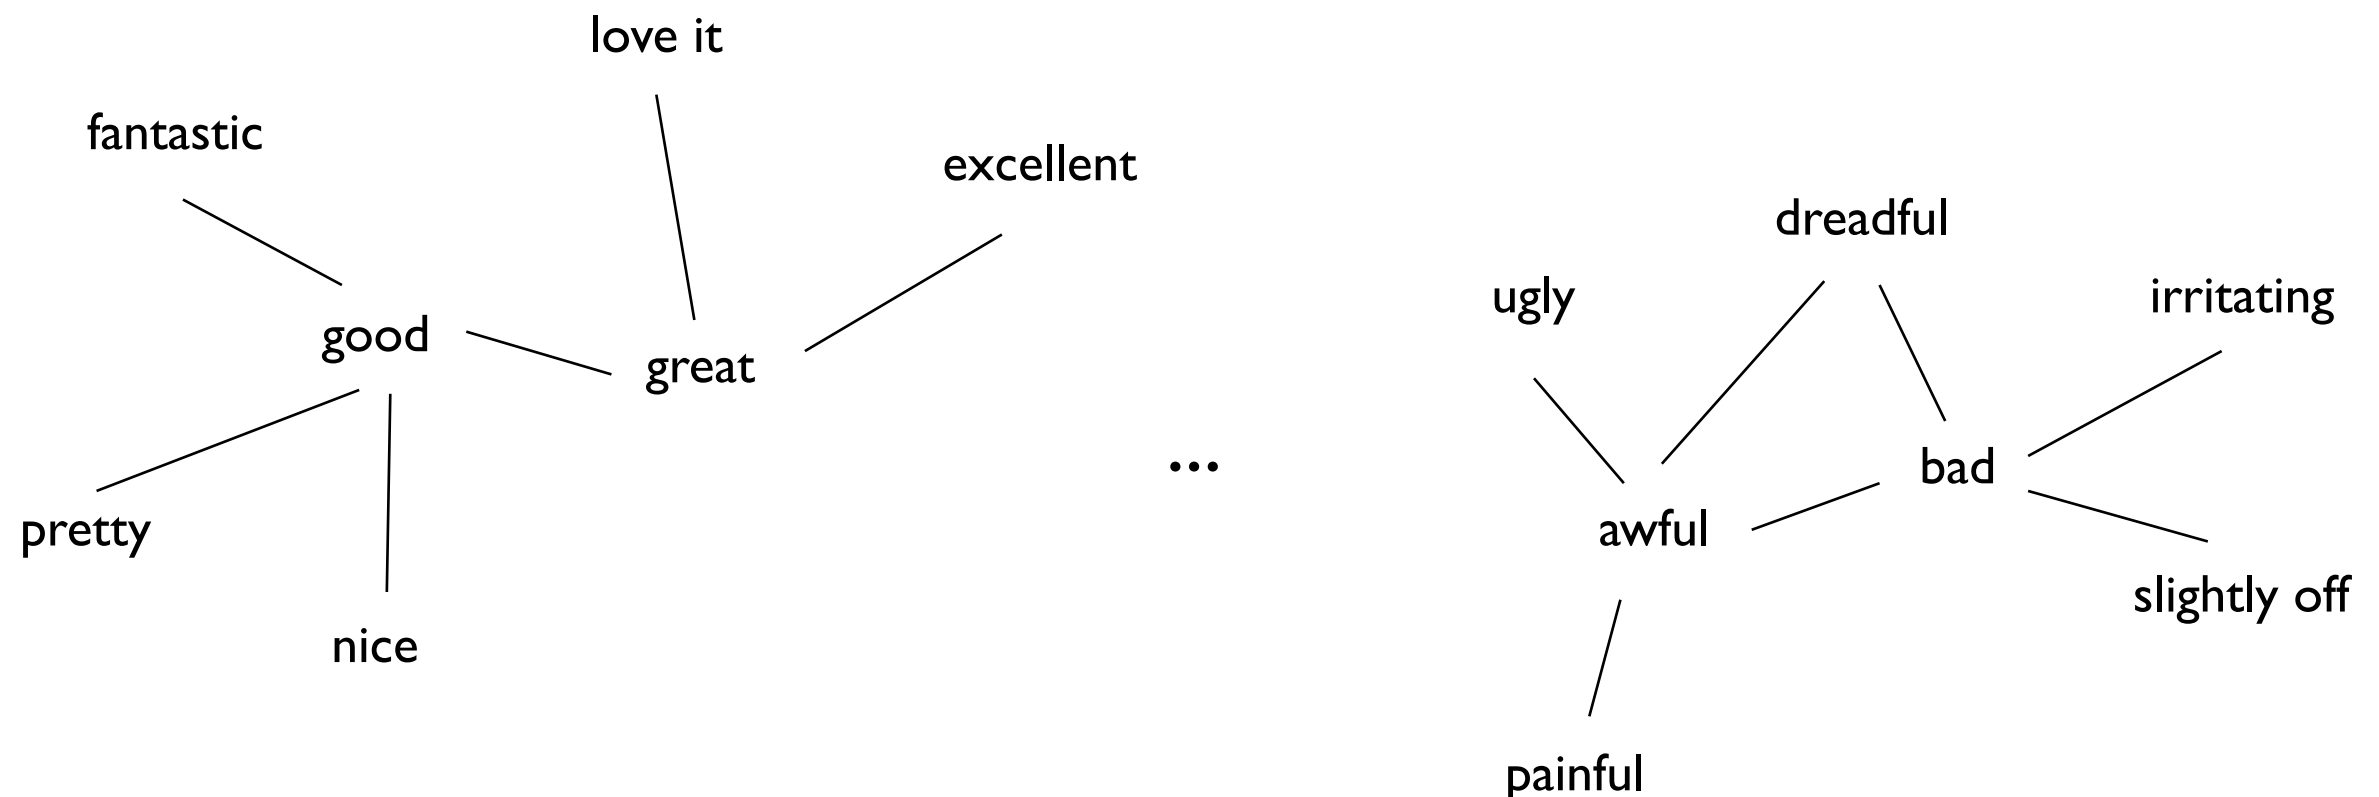 love it
fantastic
excellent
good
great
pretty
nice
...
dreadful
ugly
irritating
bad
awful
slightly off
painful